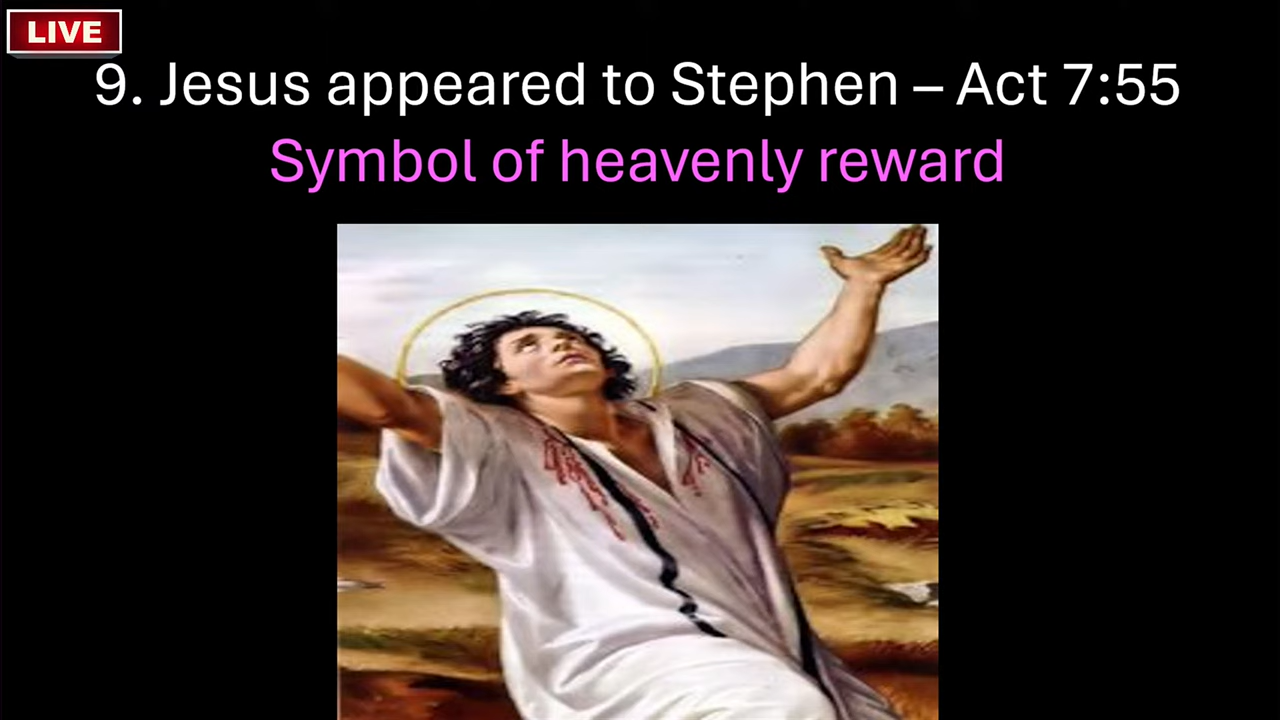 LIVE
9. Jesus appeared to Stephen – Act 7:55
Symbol of heavenly reward